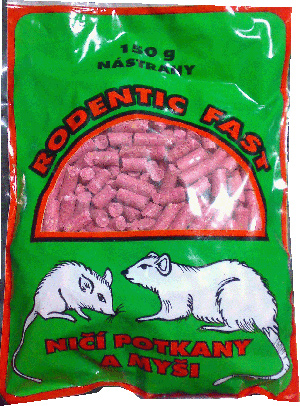 150 g
NÁSTRAHY
RODENTIC FAST
NIČÍ POTKANY
A MYŠI